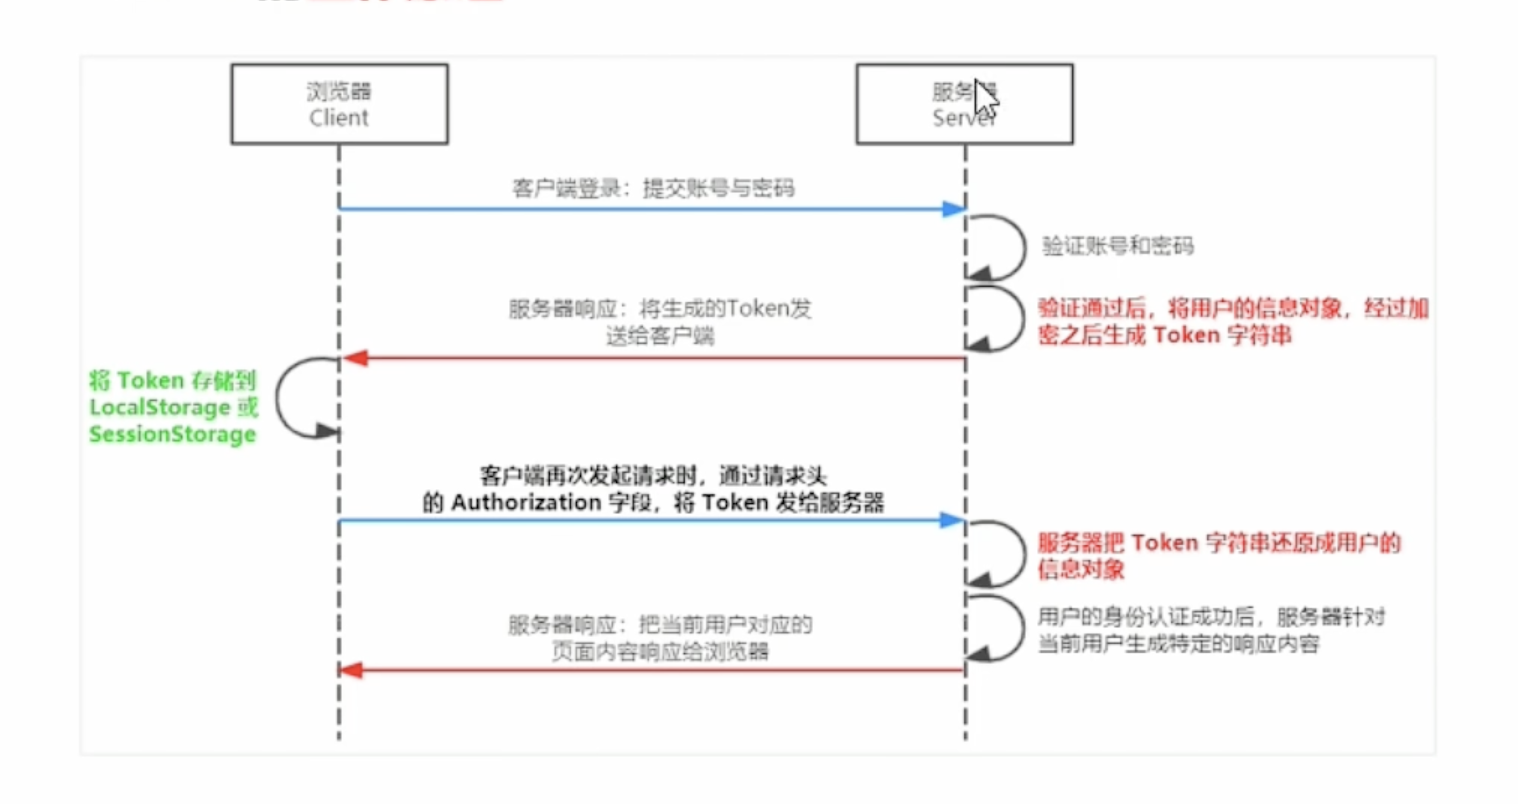 浏览器
Client
服务器
Server
客户端登录：提交账号与密码
验证账号和密码
验证通过后，将用户的信息对象，经过加
密之后生成 Token 字符串
服务器响应：将生成的Token发
送给客户端
将 Token 存储到
LocalStorage 或
SessionStorage
客户端再次发起请求时，通过请求头
的 Authorization 字段，将 Token 发给服务器
服务器把 Token 字符串还原成用户的
信息对象
用户的身份认证成功后，服务器针对
当前用户生成特定的响应内容
服务器响应：把当前用户对应的
页面内容响应给浏览器